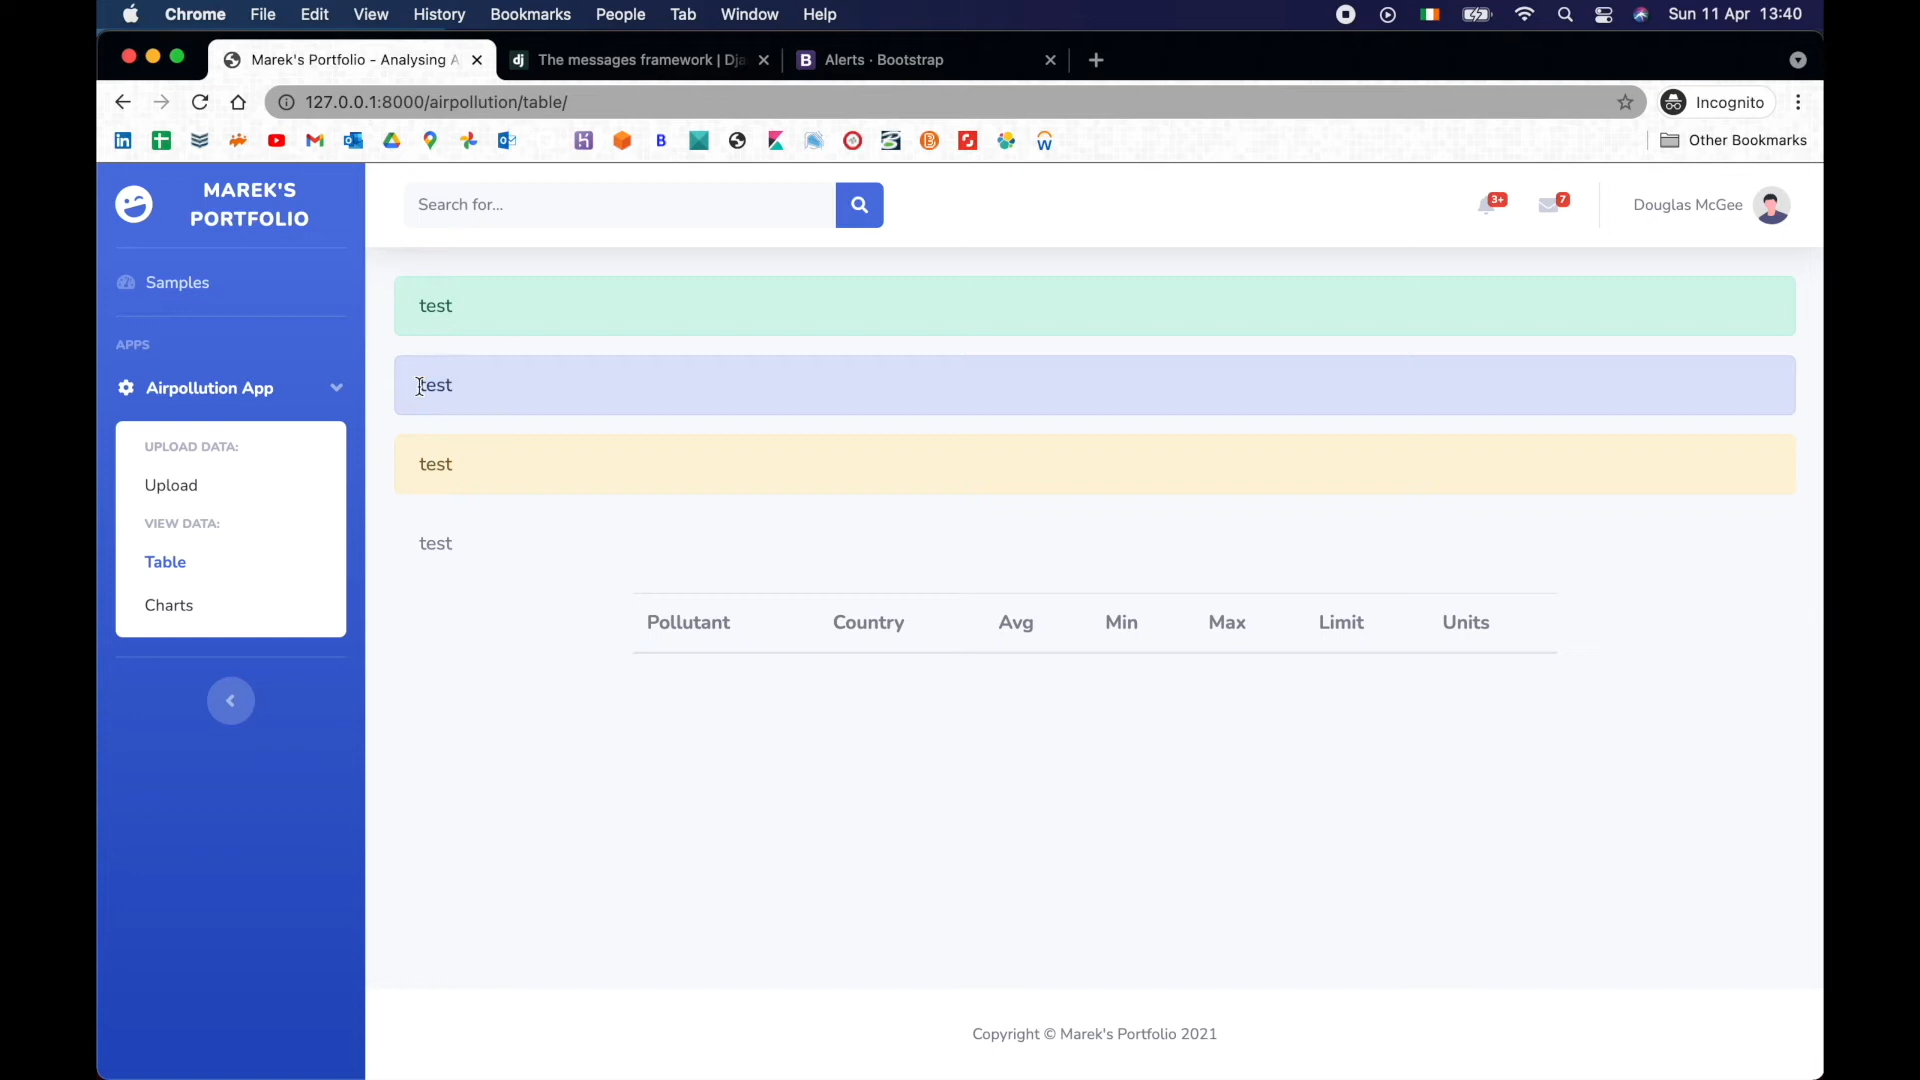 Chrome File Edit View History Bookmarks People Tab Window Help Sun 11 Apr 13:40
Marek's Portfolio - Analysing A The messages framework | Dja Alerts · Bootstrap
127.0.0.1:8000/airpollution/table/ Incognito
Other Bookmarks
MAREK'S
PORTFOLIO
Search for...
3+
7
Douglas McGee
Samples
APPS
Airpollution App
UPLOAD DATA:
Upload
VIEW DATA:
Table
Charts
test
test
test
test
Pollutant Country Avg Min Max Limit Units
Copyright © Marek's Portfolio 2021